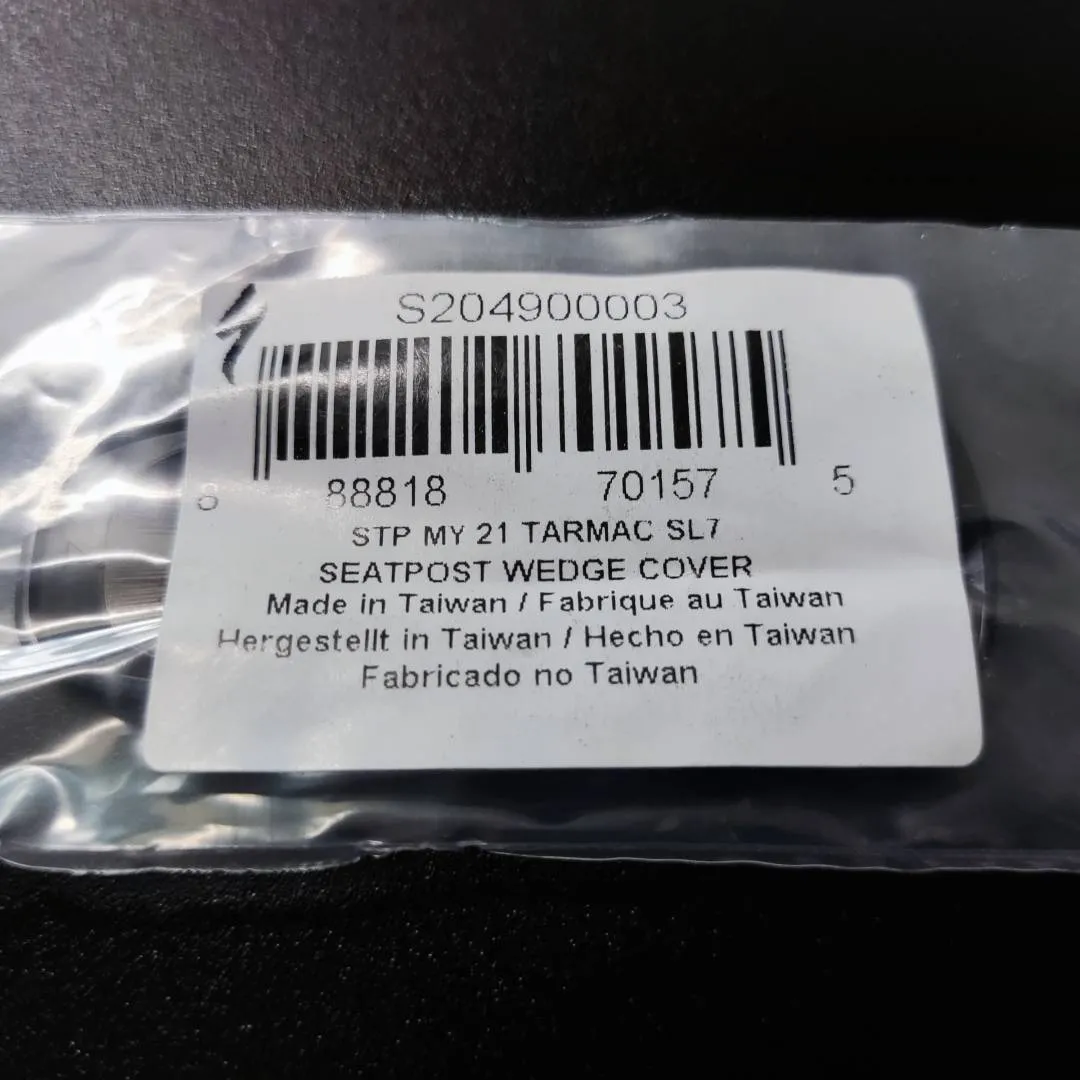 S204900003
8 88818 70157 5
STP MY 21 TARMAC SL7
SEATPOST WEDGE COVER
Made in Taiwan / Fabrique au Taiwan
Hergestellt in Taiwan / Hecho en Taiwan
Fabricado no Taiwan